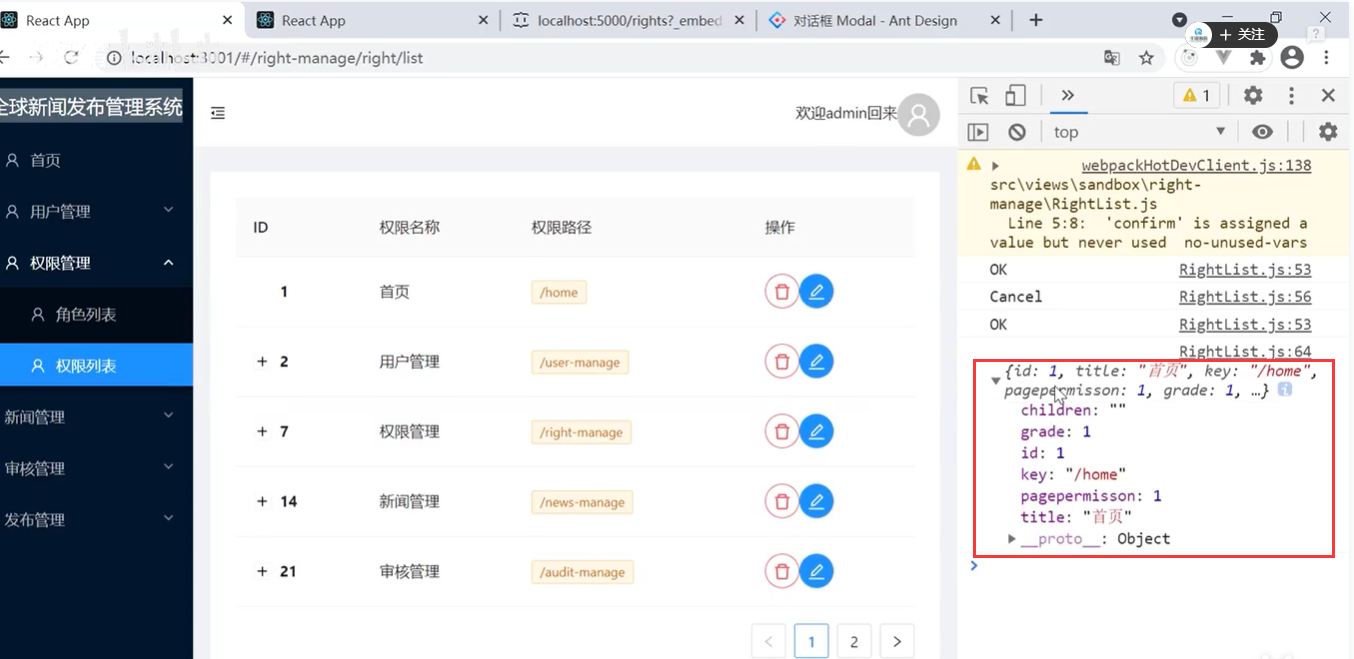 React App
React App
localhost:5000/rights?_embed
对话框 Modal - Ant Design
+ 关注
localhost:3001/#/right-manage/right/list
全球新闻发布管理系统
首页
用户管理
权限管理
角色列表
权限列表
新闻管理
审核管理
发布管理
欢迎admin回来
ID 权限名称 权限路径 操作
1 首页 /home
+ 2 用户管理 /user-manage
+ 7 权限管理 /right-manage
+ 14 新闻管理 /news-manage
+ 21 审核管理 /audit-manage
< 1 2 >
1
top
webpackHotDevClient.js:138
src\views\sandbox\right-
manage\RightList.js
Line 5:8: 'confirm' is assigned a
value but never used no-unused-vars
OK RightList.js:53
Cancel RightList.js:56
OK RightList.js:53
RightList.js:64
{id: 1, title: "首页", key: "/home",
pagepermisson: 1, grade: 1, …}
children: ""
grade: 1
id: 1
key: "/home"
pagepermisson: 1
title: "首页"
__proto__: Object